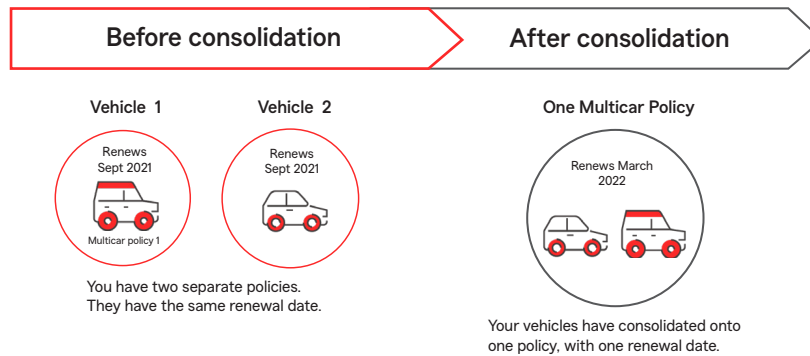 Before consolidation
After consolidation
Vehicle 1
Vehicle 2
One Multicar Policy
Renews
Sept 2021
Multicar policy 1
Renews
Sept 2021
Renews March
2022
You have two separate policies.
They have the same renewal date.
Your vehicles have consolidated onto
one policy, with one renewal date.